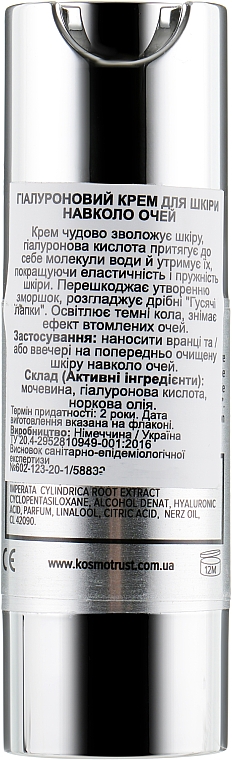 ГІАЛУРОНОВИЙ КРЕМ ДЛЯ ШКІРИ
НАВКОЛО ОЧЕЙ
Крем чудово зволожує шкіру,
гіалуронова кислота притягує до
себе молекули води й утримує їх,
покращуючи еластичність і пружність
шкіри. Перешкоджає утворенню
зморшок, розгладжує дрібні "Гусячі
лапки". Освітлює темні кола, знімає
ефект втомлених очей.
Застосування: наносити вранці та/
або ввечері на попередньо очищену
шкіру навколо очей.
Склад (Активні інгредієнти):
мочевина, гіалуронова кислота,
норкова олія.
Термін придатності: 2 роки. Дата
виготовлення вказана на флаконі.
Виробництво: Німеччина / Україна
ТУ 20.4-2952810949-001:2016
Висновок санітарно-епідеміологічної
експертизи
№602-123-20-1/58832
IMPERATA CYLINDRICA ROOT EXTRACT
CYCLOPENTASILOXANE, ALCOHOL DENAT, HYALURONIC
ACID, PARFUM, LINALOOL, CITRIC ACID, NERZ OIL,
CL 42090.
CE
www.kosmotrust.com.ua
12M